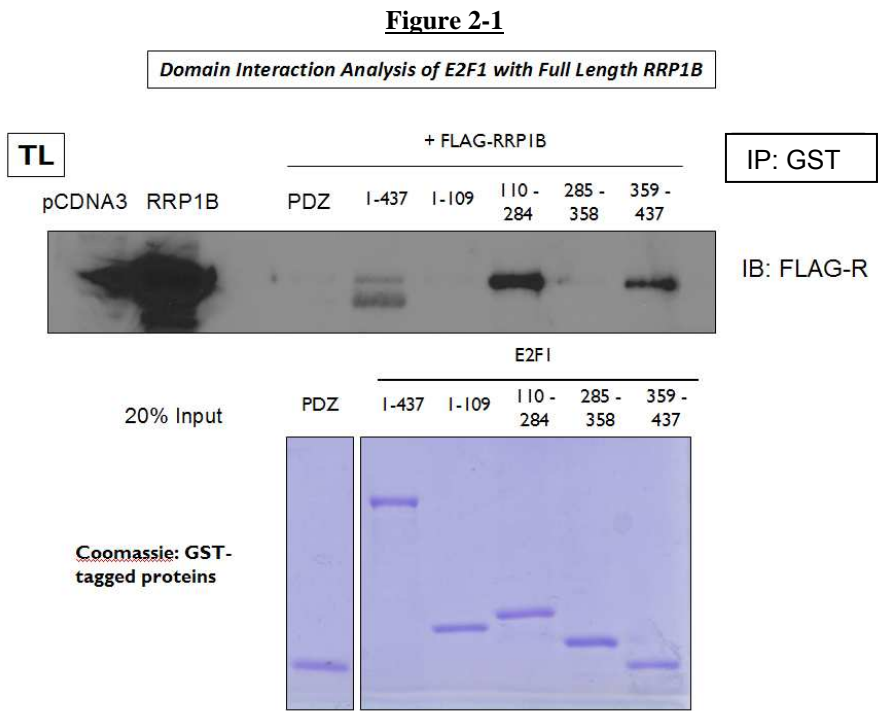 Figure 2-1
Domain Interaction Analysis of E2F1 with Full Length RRP1B
TL
+ FLAG-RRP1B
IP: GST
pCDNA3 RRP1B PDZ 1-437 1-109 110 - 285 - 359 -
284 358 437
IB: FLAG-R
E2F1
20% Input PDZ 1-437 1-109 110 - 285 - 359 -
284 358 437
Coomassie: GST-
tagged proteins